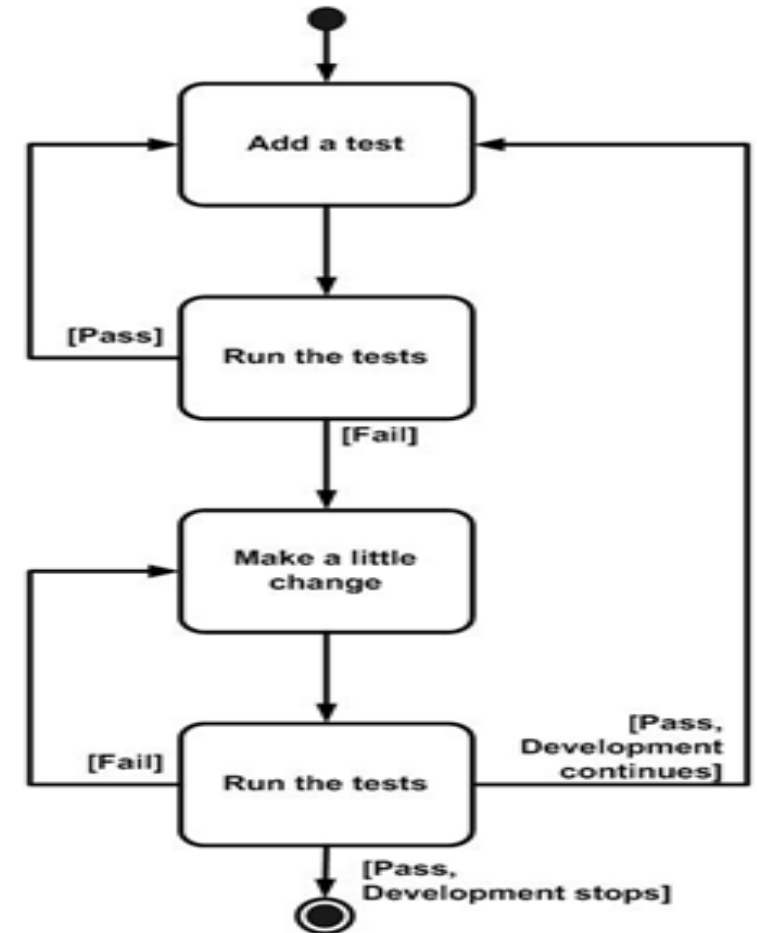 Add a test
[Pass]
Run the tests
[Fail]
Make a little
change
[Fail]
Run the tests
[Pass,
Development
continues]
[Pass,
Development stops]